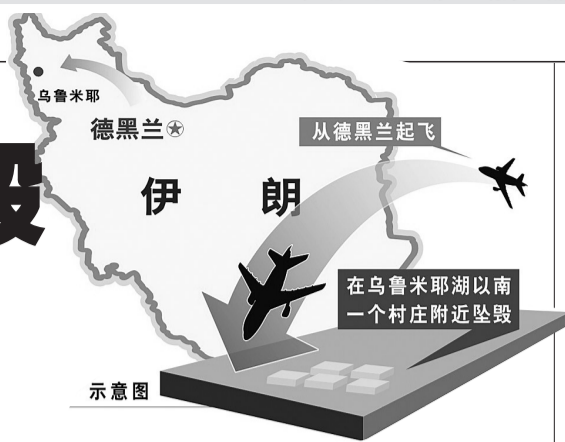 乌鲁米耶
德黑兰
从德黑兰起飞
毁
伊朗
在乌鲁米耶湖以南
一个村庄附近坠毁
示意图